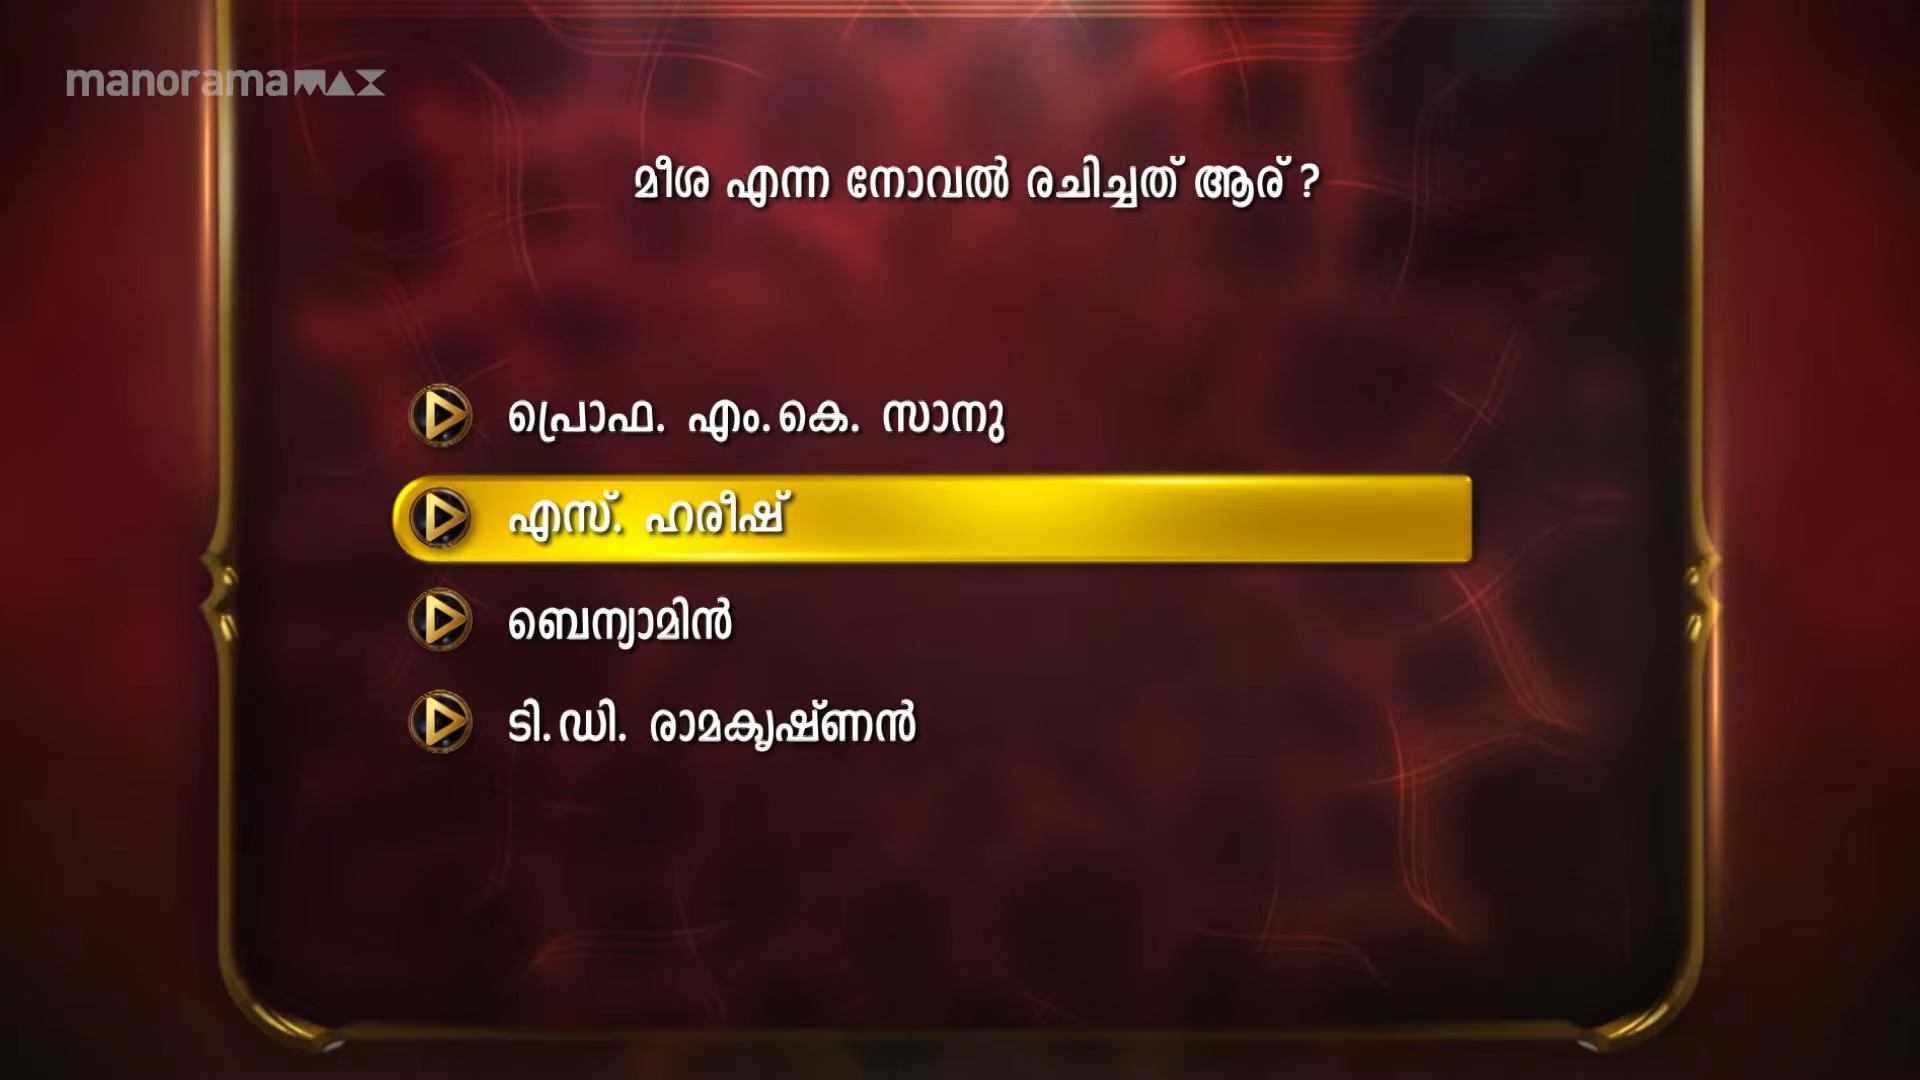 manoramaMAX
മീശ എന്ന നോവൽ രചിച്ചത് ആര് ?
പ്രൊഫ. എം.കെ. സാനു
എസ്. ഹരീഷ്
ബെന്യാമിൻ
ടി.ഡി. രാമകൃഷ്ണൻ